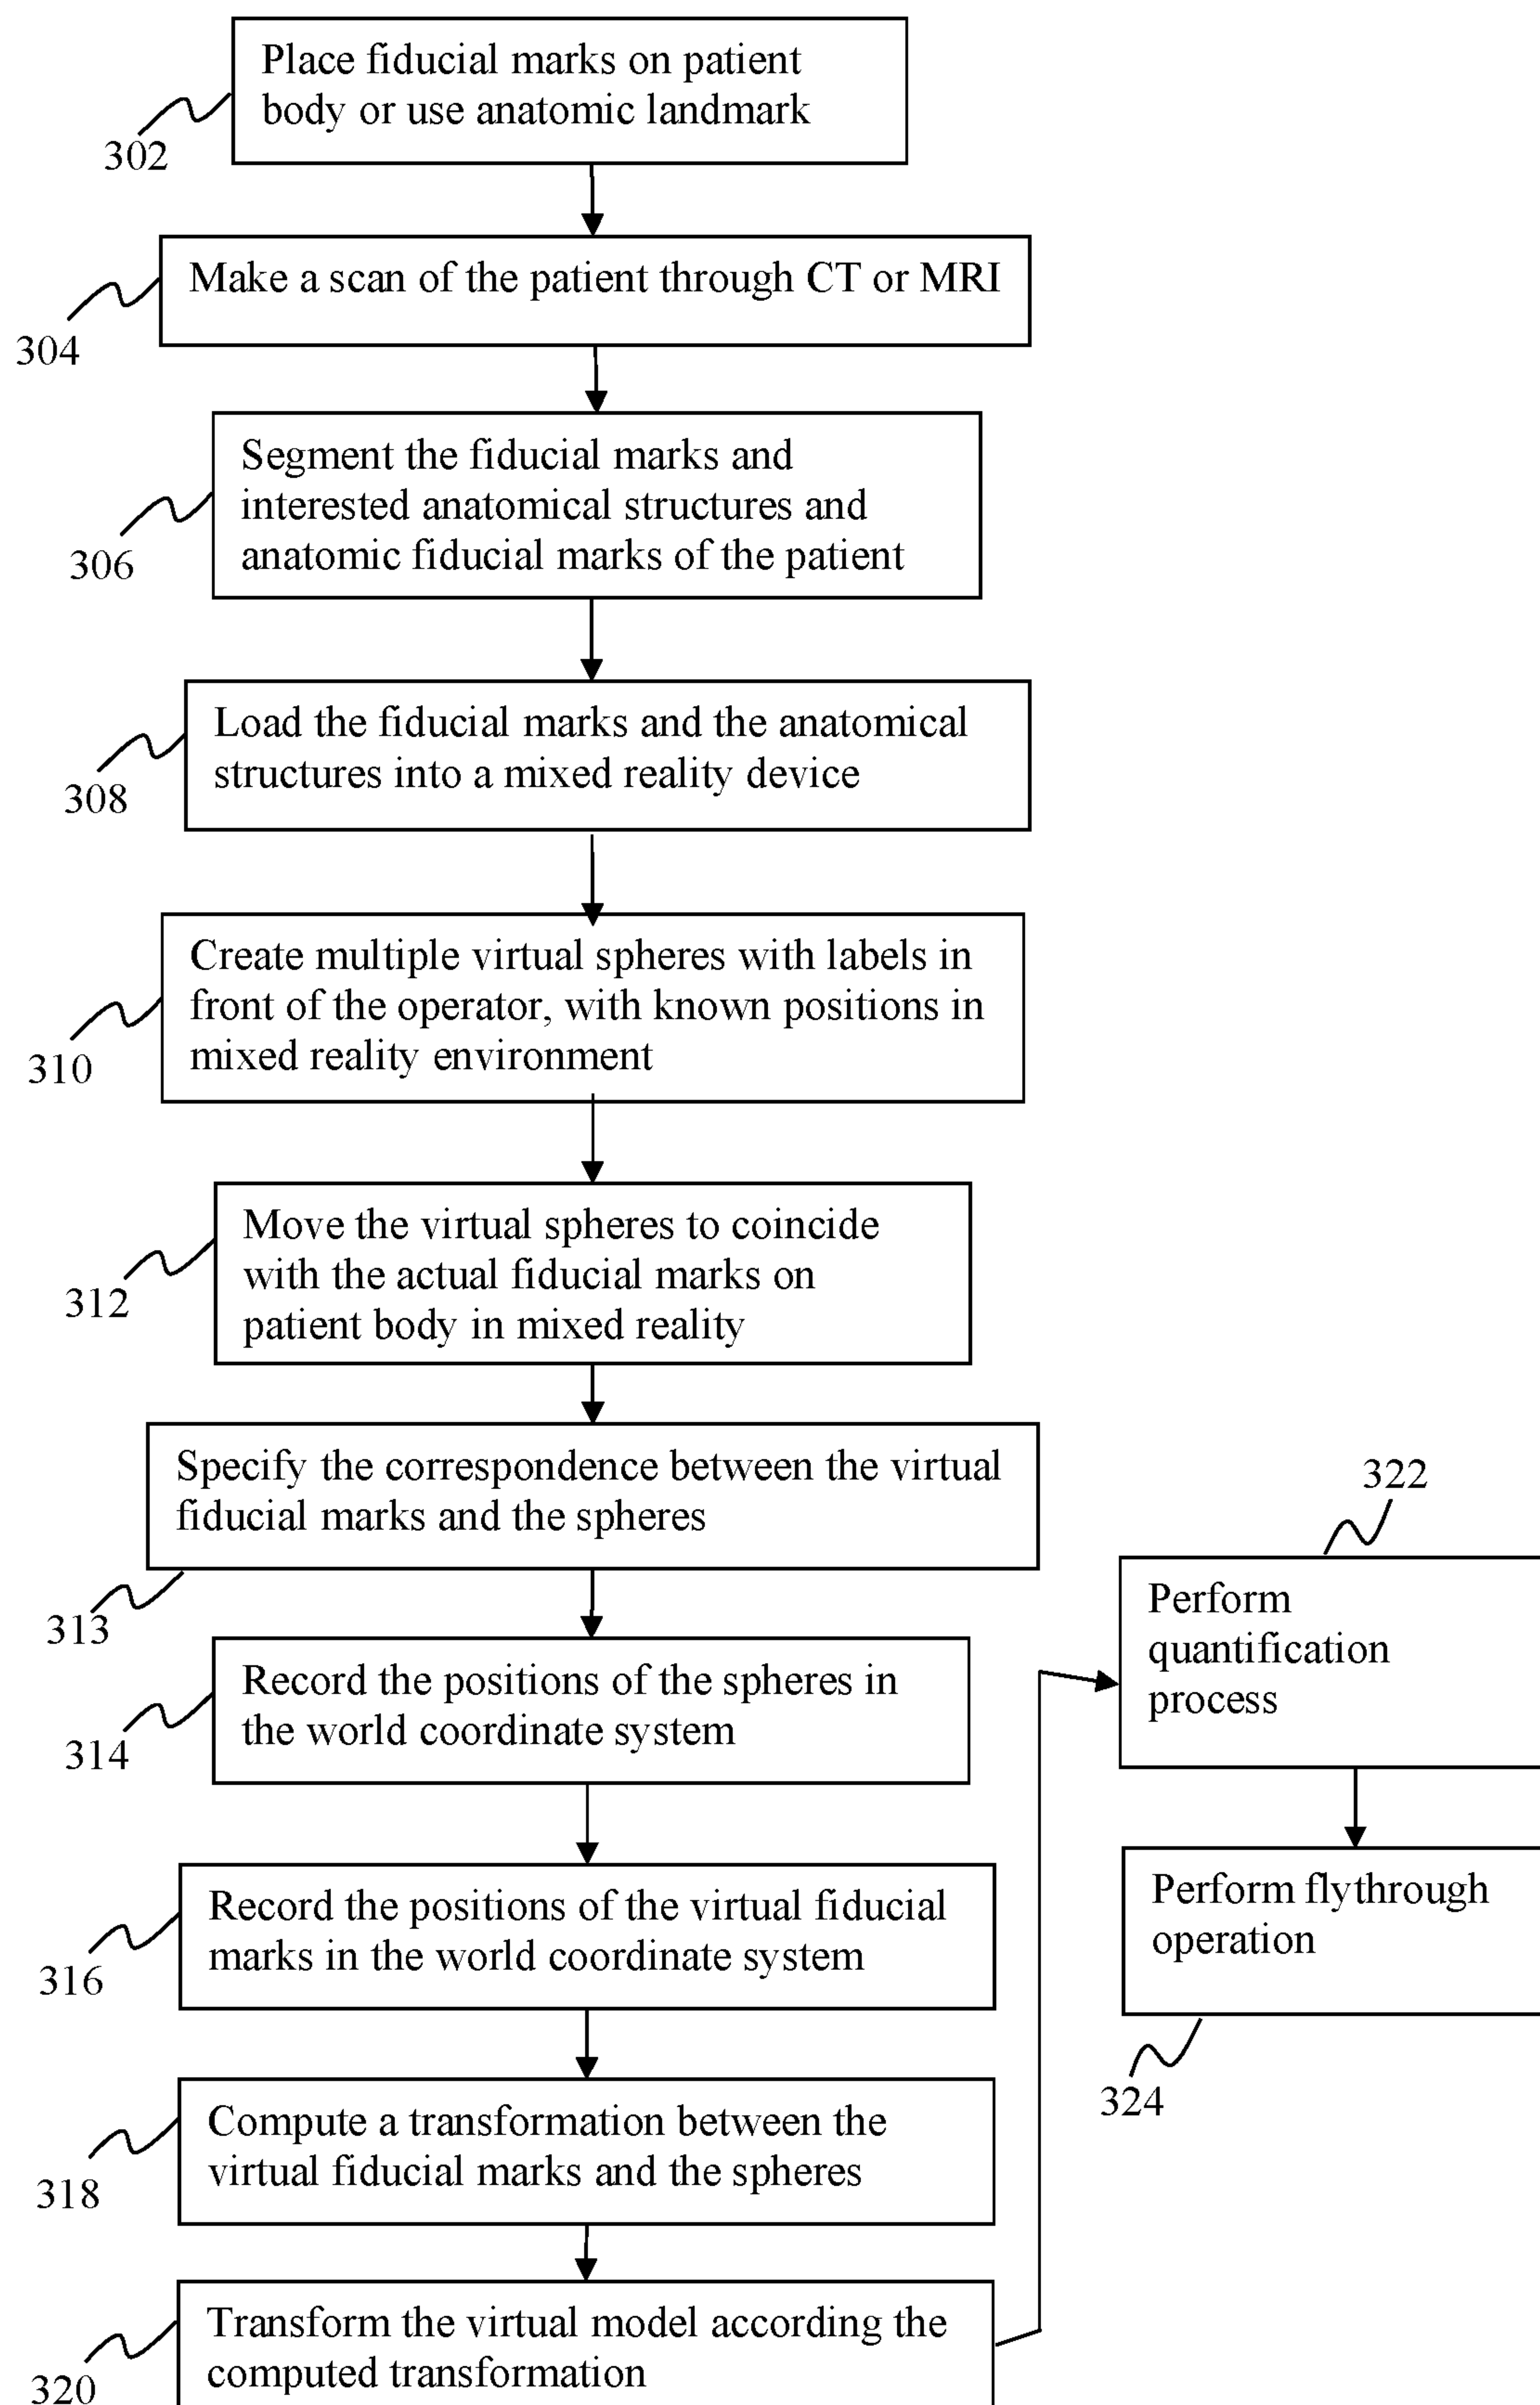 Place fiducial marks on patient
body or use anatomic landmark
302
Make a scan of the patient through CT or MRI
304
Segment the fiducial marks and
interested anatomical structures and
anatomic fiducial marks of the patient
306
Load the fiducial marks and the anatomical
structures into a mixed reality device
308
Create multiple virtual spheres with labels in
front of the operator, with known positions in
mixed reality environment
310
Move the virtual spheres to coincide
with the actual fiducial marks on
patient body in mixed reality
312
Specify the correspondence between the virtual
fiducial marks and the spheres
313
Record the positions of the spheres in
the world coordinate system
314
Record the positions of the virtual fiducial
marks in the world coordinate system
316
Compute a transformation between the
virtual fiducial marks and the spheres
318
Transform the virtual model according the
computed transformation
320
322
Perform
quantification
process
Perform flythrough
operation
324